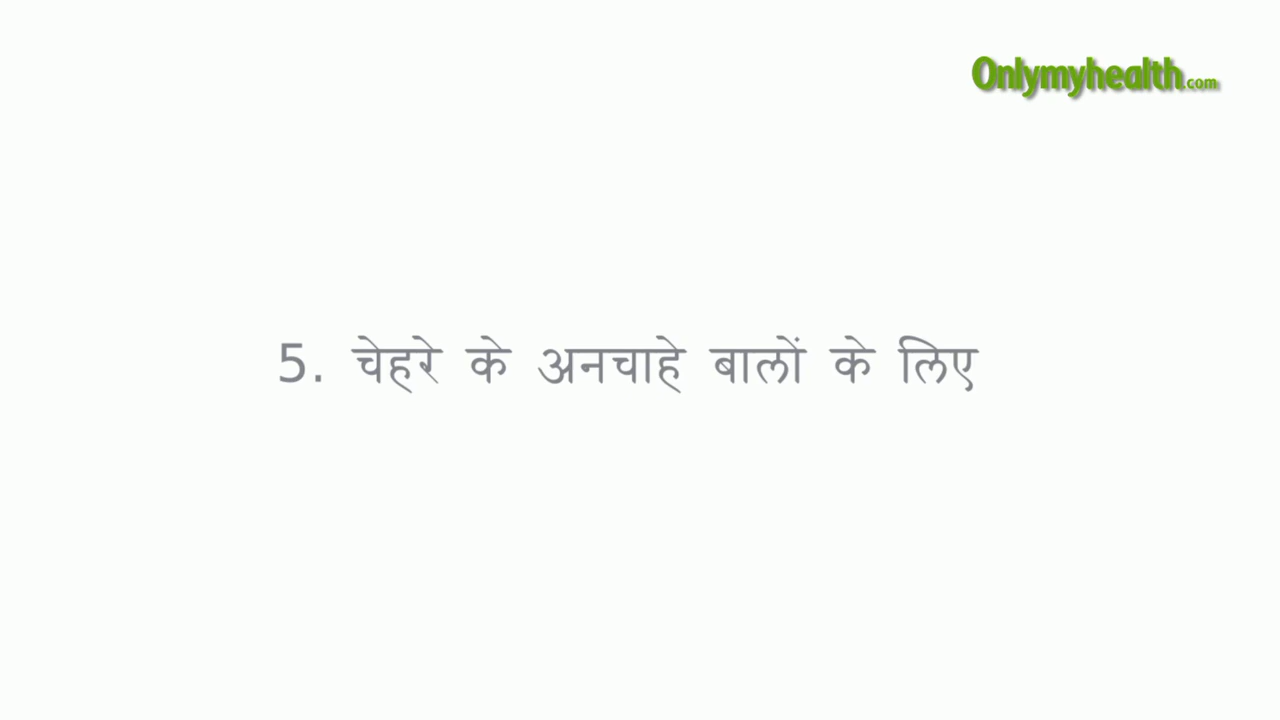 Onlymyhealth.com
5. चेहरे के अनचाहे बालों के लिए